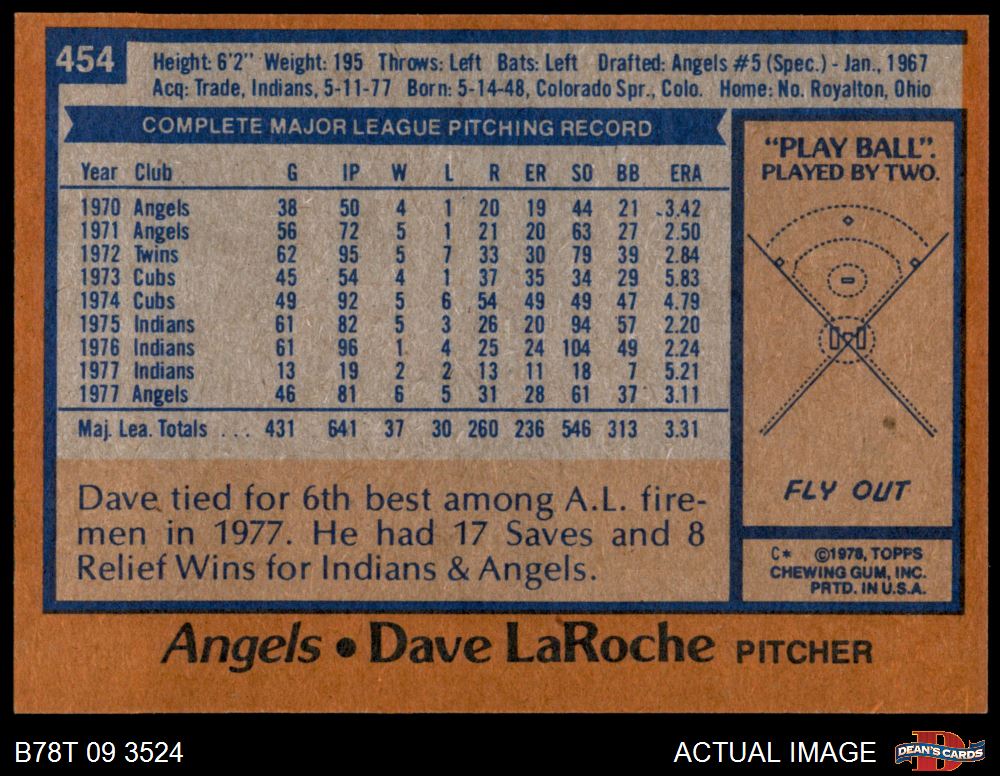 454
Height: 6'2" Weight: 195 Throws: Left Bats: Left Drafted: Angels #5 (Spec.) - Jan., 1967
Acq: Trade, Indians, 5-11-77 Born: 5-14-48, Colorado Spr., Colo. Home: No. Royalton, Ohio
COMPLETE MAJOR LEAGUE PITCHING RECORD
Year Club G IP W L R ER SO BB ERA
1970 Angels 38 50 4 1 20 19 44 21 3.42
1971 Angels 56 72 5 1 21 20 63 27 2.50
1972 Twins 62 95 5 7 33 30 79 39 2.84
1973 Cubs 45 54 4 1 37 35 34 29 5.83
1974 Cubs 49 92 5 6 54 49 49 47 4.79
1975 Indians 61 82 5 3 26 20 94 57 2.20
1976 Indians 61 96 1 4 25 24 104 49 2.24
1977 Indians 13 19 2 2 13 11 18 7 5.21
1977 Angels 46 81 6 5 31 28 61 37 3.11
Maj. Lea. Totals ... 431 641 37 30 260 236 546 313 3.31
Dave tied for 6th best among A.L. fire-
men in 1977. He had 17 Saves and 8
Relief Wins for Indians & Angels.
"PLAY BALL".
PLAYED BY TWO.
FLY OUT
C* ©1978, TOPPS
CHEWING GUM, INC.
PRTD. IN U.S.A.
Angels • Dave LaRoche PITCHER
B78T 09 3524
ACTUAL IMAGE
D
DEAN'S CARDS